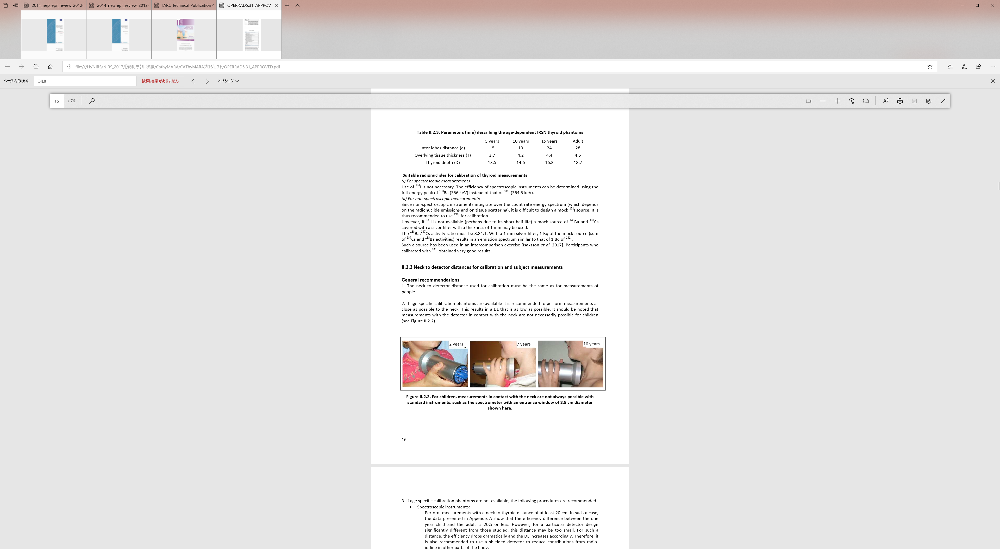 2014_nep_epr_review_2012-
2014_nep_epr_review_2012-
IARC Technical Publication 4
OPERRAD5.31_APPROV
file:///H:/NIRS/NIRS_2017/【規制庁】甲状腺/CathyMARA/CAThyMARAプロジェクト/OPERRAD5.31_APPROVED.pdf
ページ内の検索 OIL8 検索結果がありません オプション
16 / 76
Table II.2.3. Parameters (mm) describing the age-dependent IRSN thyroid phantoms
5 years 10 years 15 years Adult
Inter lobes distance (e) 15 19 24 28
Overlying tissue thickness (T) 3.7 4.2 4.4 4.6
Thyroid depth (D) 13.5 14.6 16.3 18.7
Suitable radionuclides for calibration of thyroid measurements
(i) For spectroscopic measurements
Use of 131I is not necessary. The efficiency of spectroscopic instruments can be determined using the
full-energy peak of 133Ba (356 keV) instead of that of 131I (364.5 keV).
(ii) For non-spectroscopic measurements
Since non-spectroscopic instruments integrate over the count rate energy spectrum (which depends
on the radionuclide emissions and on tissue scattering), it is difficult to design a mock 131I source. It is
thus recommended to use 131I for calibration.
However, if 131I is not available (perhaps due to its short half-life) a mock source of 133Ba and 137Cs
covered with a silver filter with a thickness of 1 mm may be used.
The 133Ba:137Cs activity ratio must be 8.84:1. With a 1 mm silver filter, 1 Bq of the mock source (sum
of 137Cs and 133Ba activities) results in an emission spectrum similar to that of 1 Bq of 131I.
Such a source has been used in an intercomparison exercise [Isaksson et al. 2017]. Participants who
calibrated with 131I obtained very good results.
II.2.3 Neck to detector distances for calibration and subject measurements
General recommendations
1. The neck to detector distance used for calibration must be the same as for measurements of
people.
2. If age-specific calibration phantoms are available it is recommended to perform measurements as
close as possible to the neck. This results in a DL that is as low as possible. It should be noted that
measurements with the detector in contact with the neck are not necessarily possible for children
(see Figure II.2.2).
2 years 7 years 10 years
Figure II.2.2. For children, measurements in contact with the neck are not always possible with
standard instruments, such as the spectrometer with an entrance window of 8.5 cm diameter
shown here.
16
3. If age specific calibration phantoms are not available, the following procedures are recommended.
• Spectroscopic instruments:
- Perform measurements with a neck to thyroid distance of at least 20 cm. In such a case,
the data presented in Appendix A show that the efficiency difference between the one
year child and the adult is 20% or less. However, for a particular detector design
significantly different from those studied, this distance may be too small. For such a
distance, the efficiency drops dramatically and the DL increases accordingly. Therefore, it
is also recommended to use a shielded detector to reduce contributions from radio-
iodine in other parts of the body.